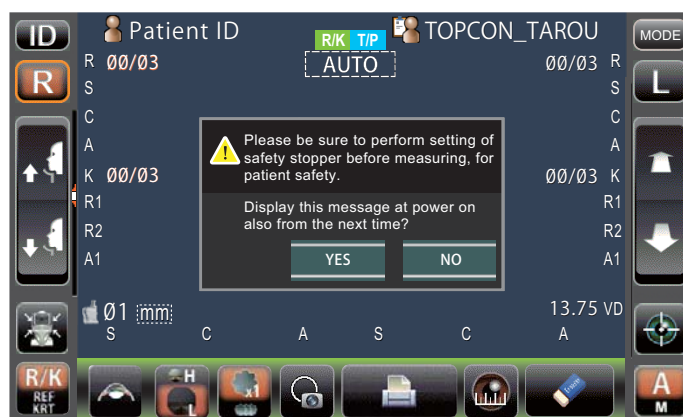 ID
Patient ID
R/K T/P
TOPCON_TAROU
MODE
R
R 00/03
AUTO
00/03 R
L
S
S
C
C
A
A
K 00/03
00/03 K
R1
R1
R2
R2
A1
A1
Please be sure to perform setting of
safety stopper before measuring, for
patient safety.
Display this message at power on
also from the next time?
YES
NO
01 mm
13.75 VD
S C A S C A
R/K
REF
KRT
H
L
x1
A
M